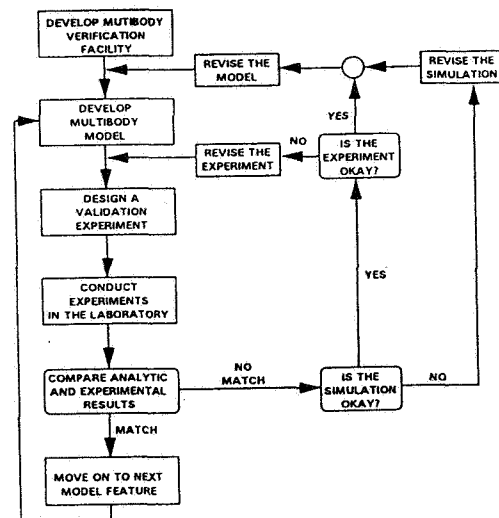 DEVELOP MUTIBODY
VERIFICATION
FACILITY
REVISE THE
MODEL
REVISE THE
SIMULATION
DEVELOP
MULTIBODY
MODEL
YES
REVISE THE
EXPERIMENT
NO
IS THE
EXPERIMENT
OKAY?
DESIGN A
VALIDATION
EXPERIMENT
YES
CONDUCT
EXPERIMENTS
IN THE LABORATORY
COMPARE ANALYTIC
AND EXPERIMENTAL
RESULTS
NO
MATCH
IS THE
SIMULATION
OKAY?
NO
MATCH
MOVE ON TO NEXT
MODEL FEATURE